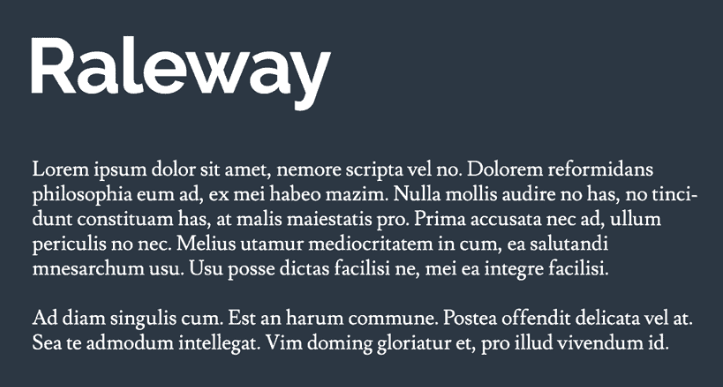 Raleway
Lorem ipsum dolor sit amet, nemore scripta vel no. Dolorem reformidans
philosophia eum ad, ex mei habeo mazim. Nulla mollis audire no has, no tinci-
dunt constituam has, at malis maiestatis pro. Prima accusata nec ad, ullum
periculis no nec. Melius utamur mediocritatem in cum, ea salutandi
mnesarchum usu. Usu posse dictas facilisi ne, mei ea integre facilisi.
Ad diam singulis cum. Est an harum commune. Postea offendit delicata vel at.
Sea te admodum intellegat. Vim doming gloriatur et, pro illud vivendum id.